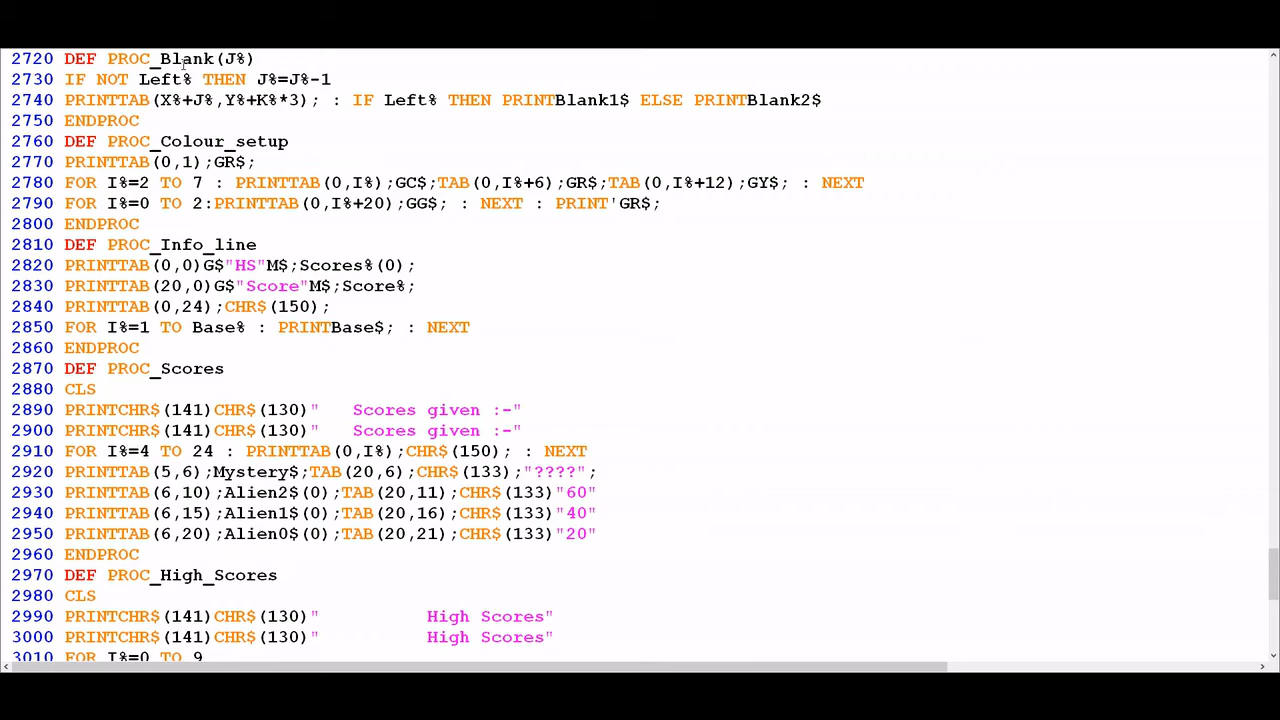 2720 DEF PROC_Blank(J%)
2730 IF NOT Left% THEN J%=J%-1
2740 PRINTTAB(X%+J%,Y%+K%*3); : IF Left% THEN PRINTBlank1$ ELSE PRINTBlank2$
2750 ENDPROC
2760 DEF PROC_Colour_setup
2770 PRINTTAB(0,1);GR$;
2780 FOR I%=2 TO 7 : PRINTTAB(0,I%);GC$;TAB(0,I%+6);GR$;TAB(0,I%+12);GY$; : NEXT
2790 FOR I%=0 TO 2:PRINTTAB(0,I%+20);GG$; : NEXT : PRINT'GR$;
2800 ENDPROC
2810 DEF PROC_Info_line
2820 PRINTTAB(0,0)G$"HS"M$;Scores%(0);
2830 PRINTTAB(20,0)G$"Score"M$;Score%;
2840 PRINTTAB(0,24);CHR$(150);
2850 FOR I%=1 TO Base% : PRINTBase$; : NEXT
2860 ENDPROC
2870 DEF PROC_Scores
2880 CLS
2890 PRINTCHR$(141)CHR$(130)"   Scores given :-"
2900 PRINTCHR$(141)CHR$(130)"   Scores given :-"
2910 FOR I%=4 TO 24 : PRINTTAB(0,I%);CHR$(150); : NEXT
2920 PRINTTAB(5,6);Mystery$;TAB(20,6);CHR$(133);"????";
2930 PRINTTAB(6,10);Alien2$(0);TAB(20,11);CHR$(133)"60"
2940 PRINTTAB(6,15);Alien1$(0);TAB(20,16);CHR$(133)"40"
2950 PRINTTAB(6,20);Alien0$(0);TAB(20,21);CHR$(133)"20"
2960 ENDPROC
2970 DEF PROC_High_Scores
2980 CLS
2990 PRINTCHR$(141)CHR$(130)"          High Scores"
3000 PRINTCHR$(141)CHR$(130)"          High Scores"
3010 FOR I%=0 TO 9